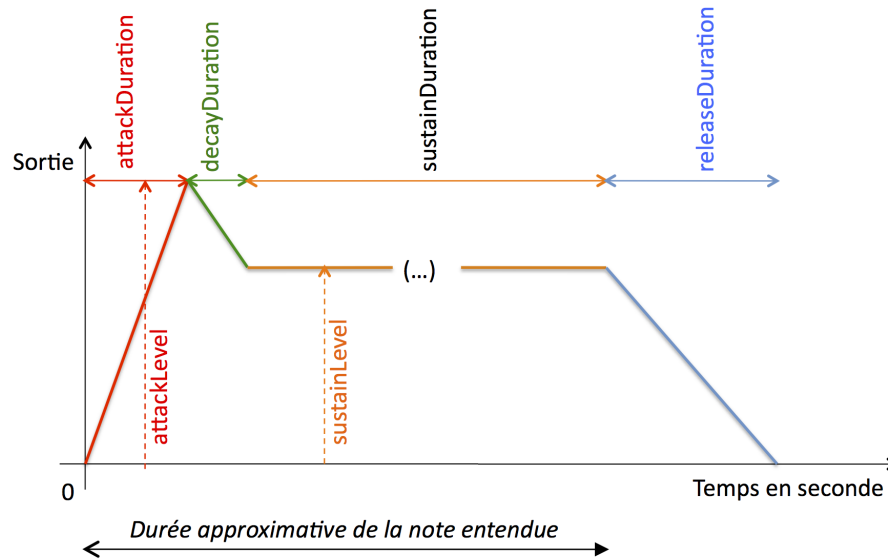 attackDuration
decayDuration
sustainDuration
releaseDuration
Sortie
(...)
attackLevel
sustainLevel
0
Temps en seconde
Durée approximative de la note entendue